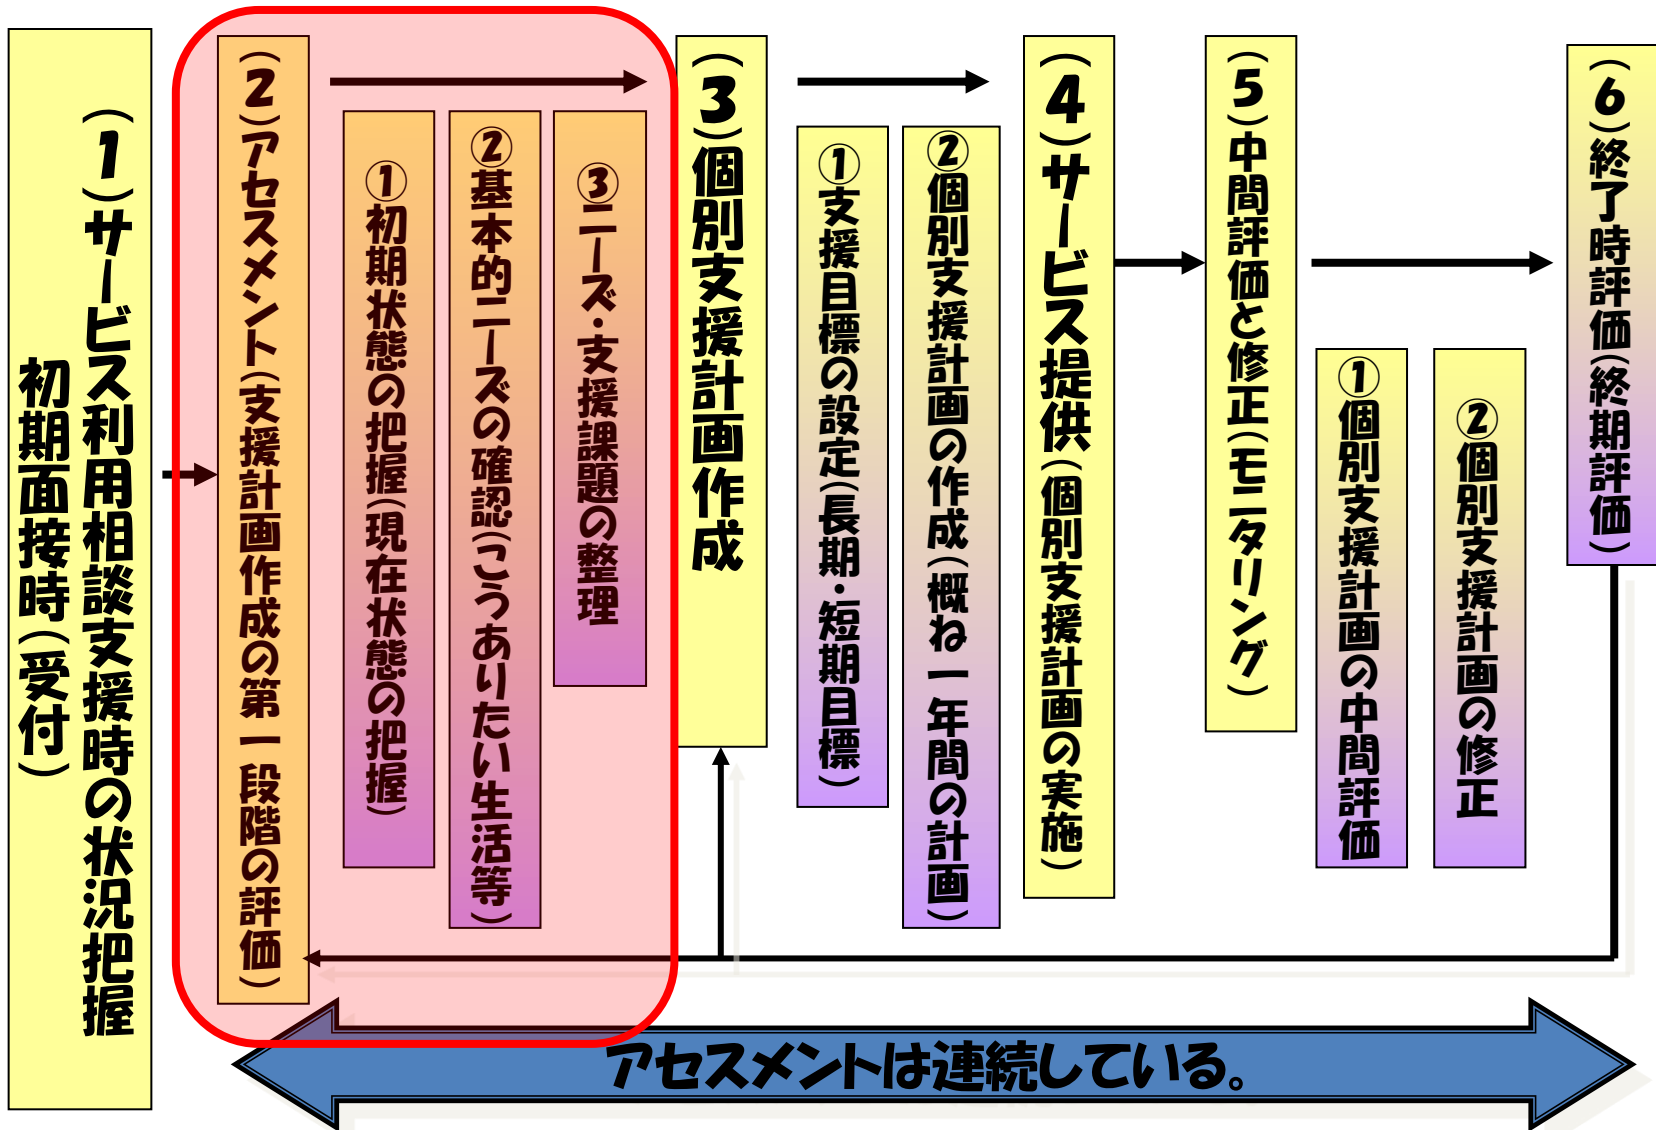 (1)サービス利用相談支援時の状況把握
初期面接時(受付)
(2)アセスメント(支援計画作成の第一段階の評価)
①初期状態の把握(現在状態の把握)
②基本的ニーズの確認(こうありたい生活等)
③ニーズ・支援課題の整理
(3)個別支援計画作成
①支援目標の設定(長期・短期目標)
②個別支援計画の作成(概ね一年間の計画)
(4)サービス提供(個別支援計画の実施)
(5)中間評価と修正(モニタリング)
①個別支援計画の中間評価
②個別支援計画の修正
(6)終了時評価(終期評価)
アセスメントは連続している。